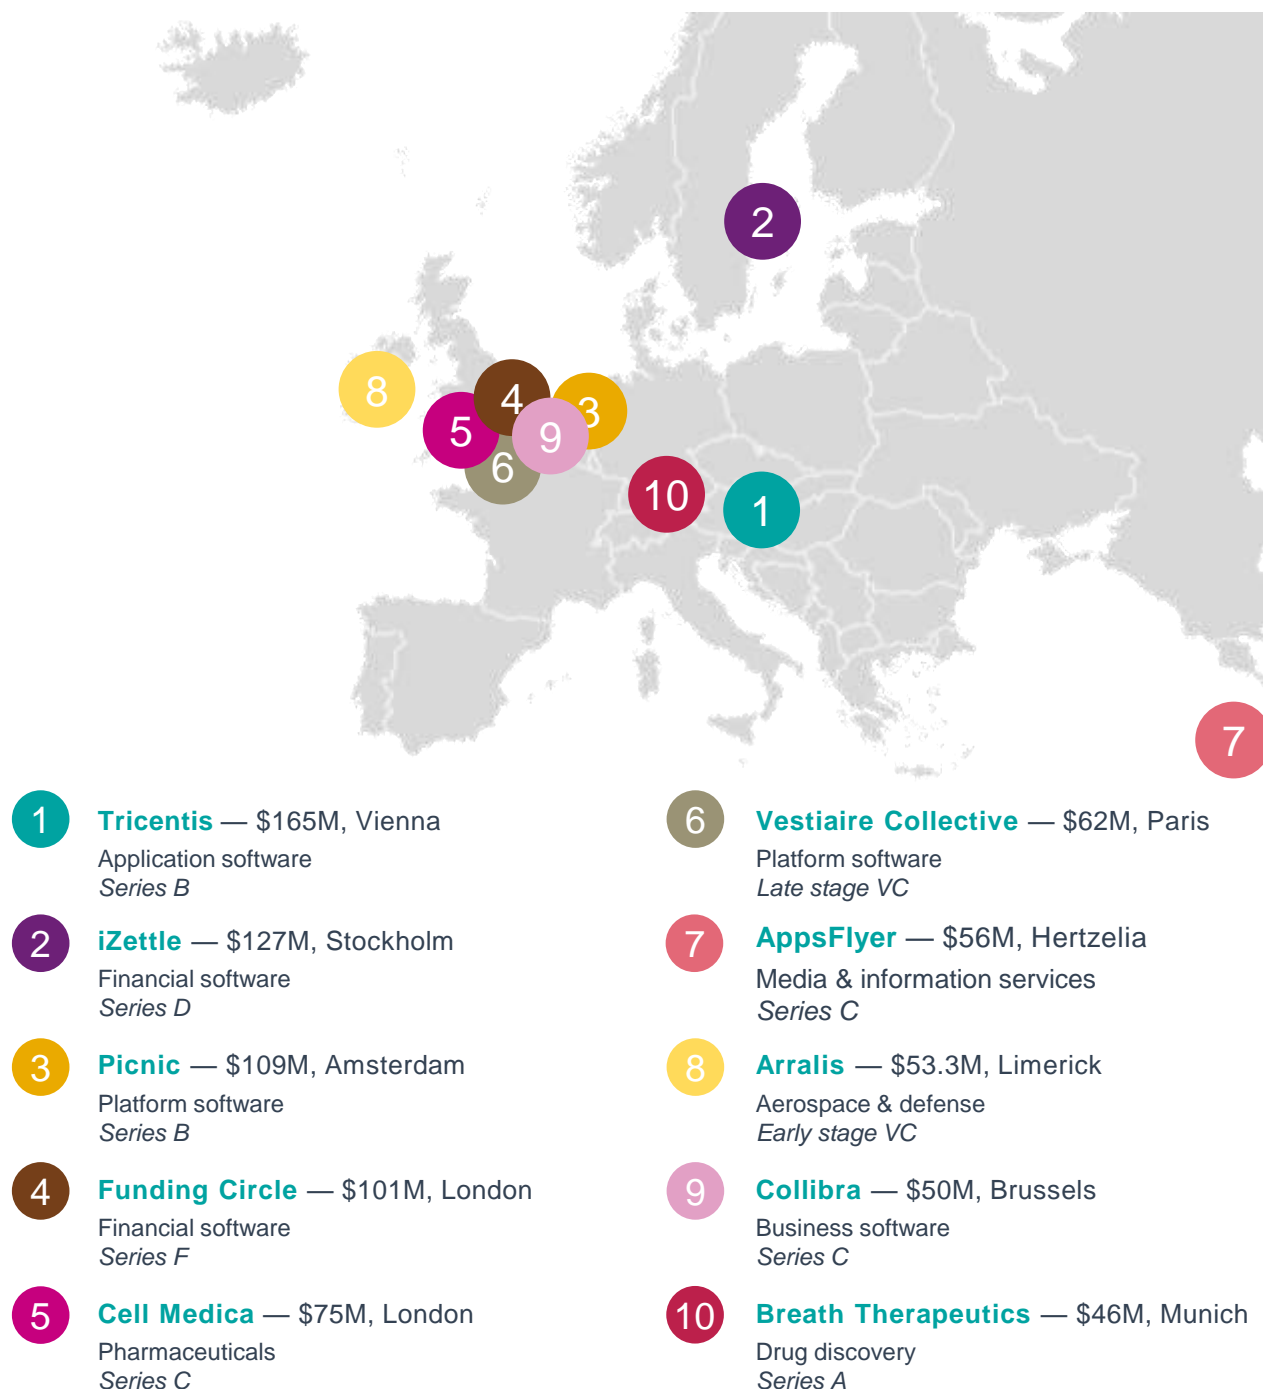 2
8
4
3
5
9
6
10
1
7
1
Tricentis — $165M, Vienna
Application software
Series B
2
iZettle — $127M, Stockholm
Financial software
Series D
3
Picnic — $109M, Amsterdam
Platform software
Series B
4
Funding Circle — $101M, London
Financial software
Series F
5
Cell Medica — $75M, London
Pharmaceuticals
Series C
6
Vestiaire Collective — $62M, Paris
Platform software
Late stage VC
7
AppsFlyer — $56M, Hertzelia
Media & information services
Series C
8
Arralis — $53.3M, Limerick
Aerospace & defense
Early stage VC
9
Collibra — $50M, Brussels
Business software
Series C
10
Breath Therapeutics — $46M, Munich
Drug discovery
Series A